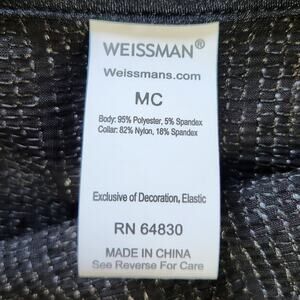 WEISSMAN®
Weissmans.com
MC
Body: 95% Polyester, 5% Spandex
Collar: 82% Nylon, 18% Spandex
Exclusive of Decoration, Elastic
RN 64830
MADE IN CHINA
See Reverse For Care